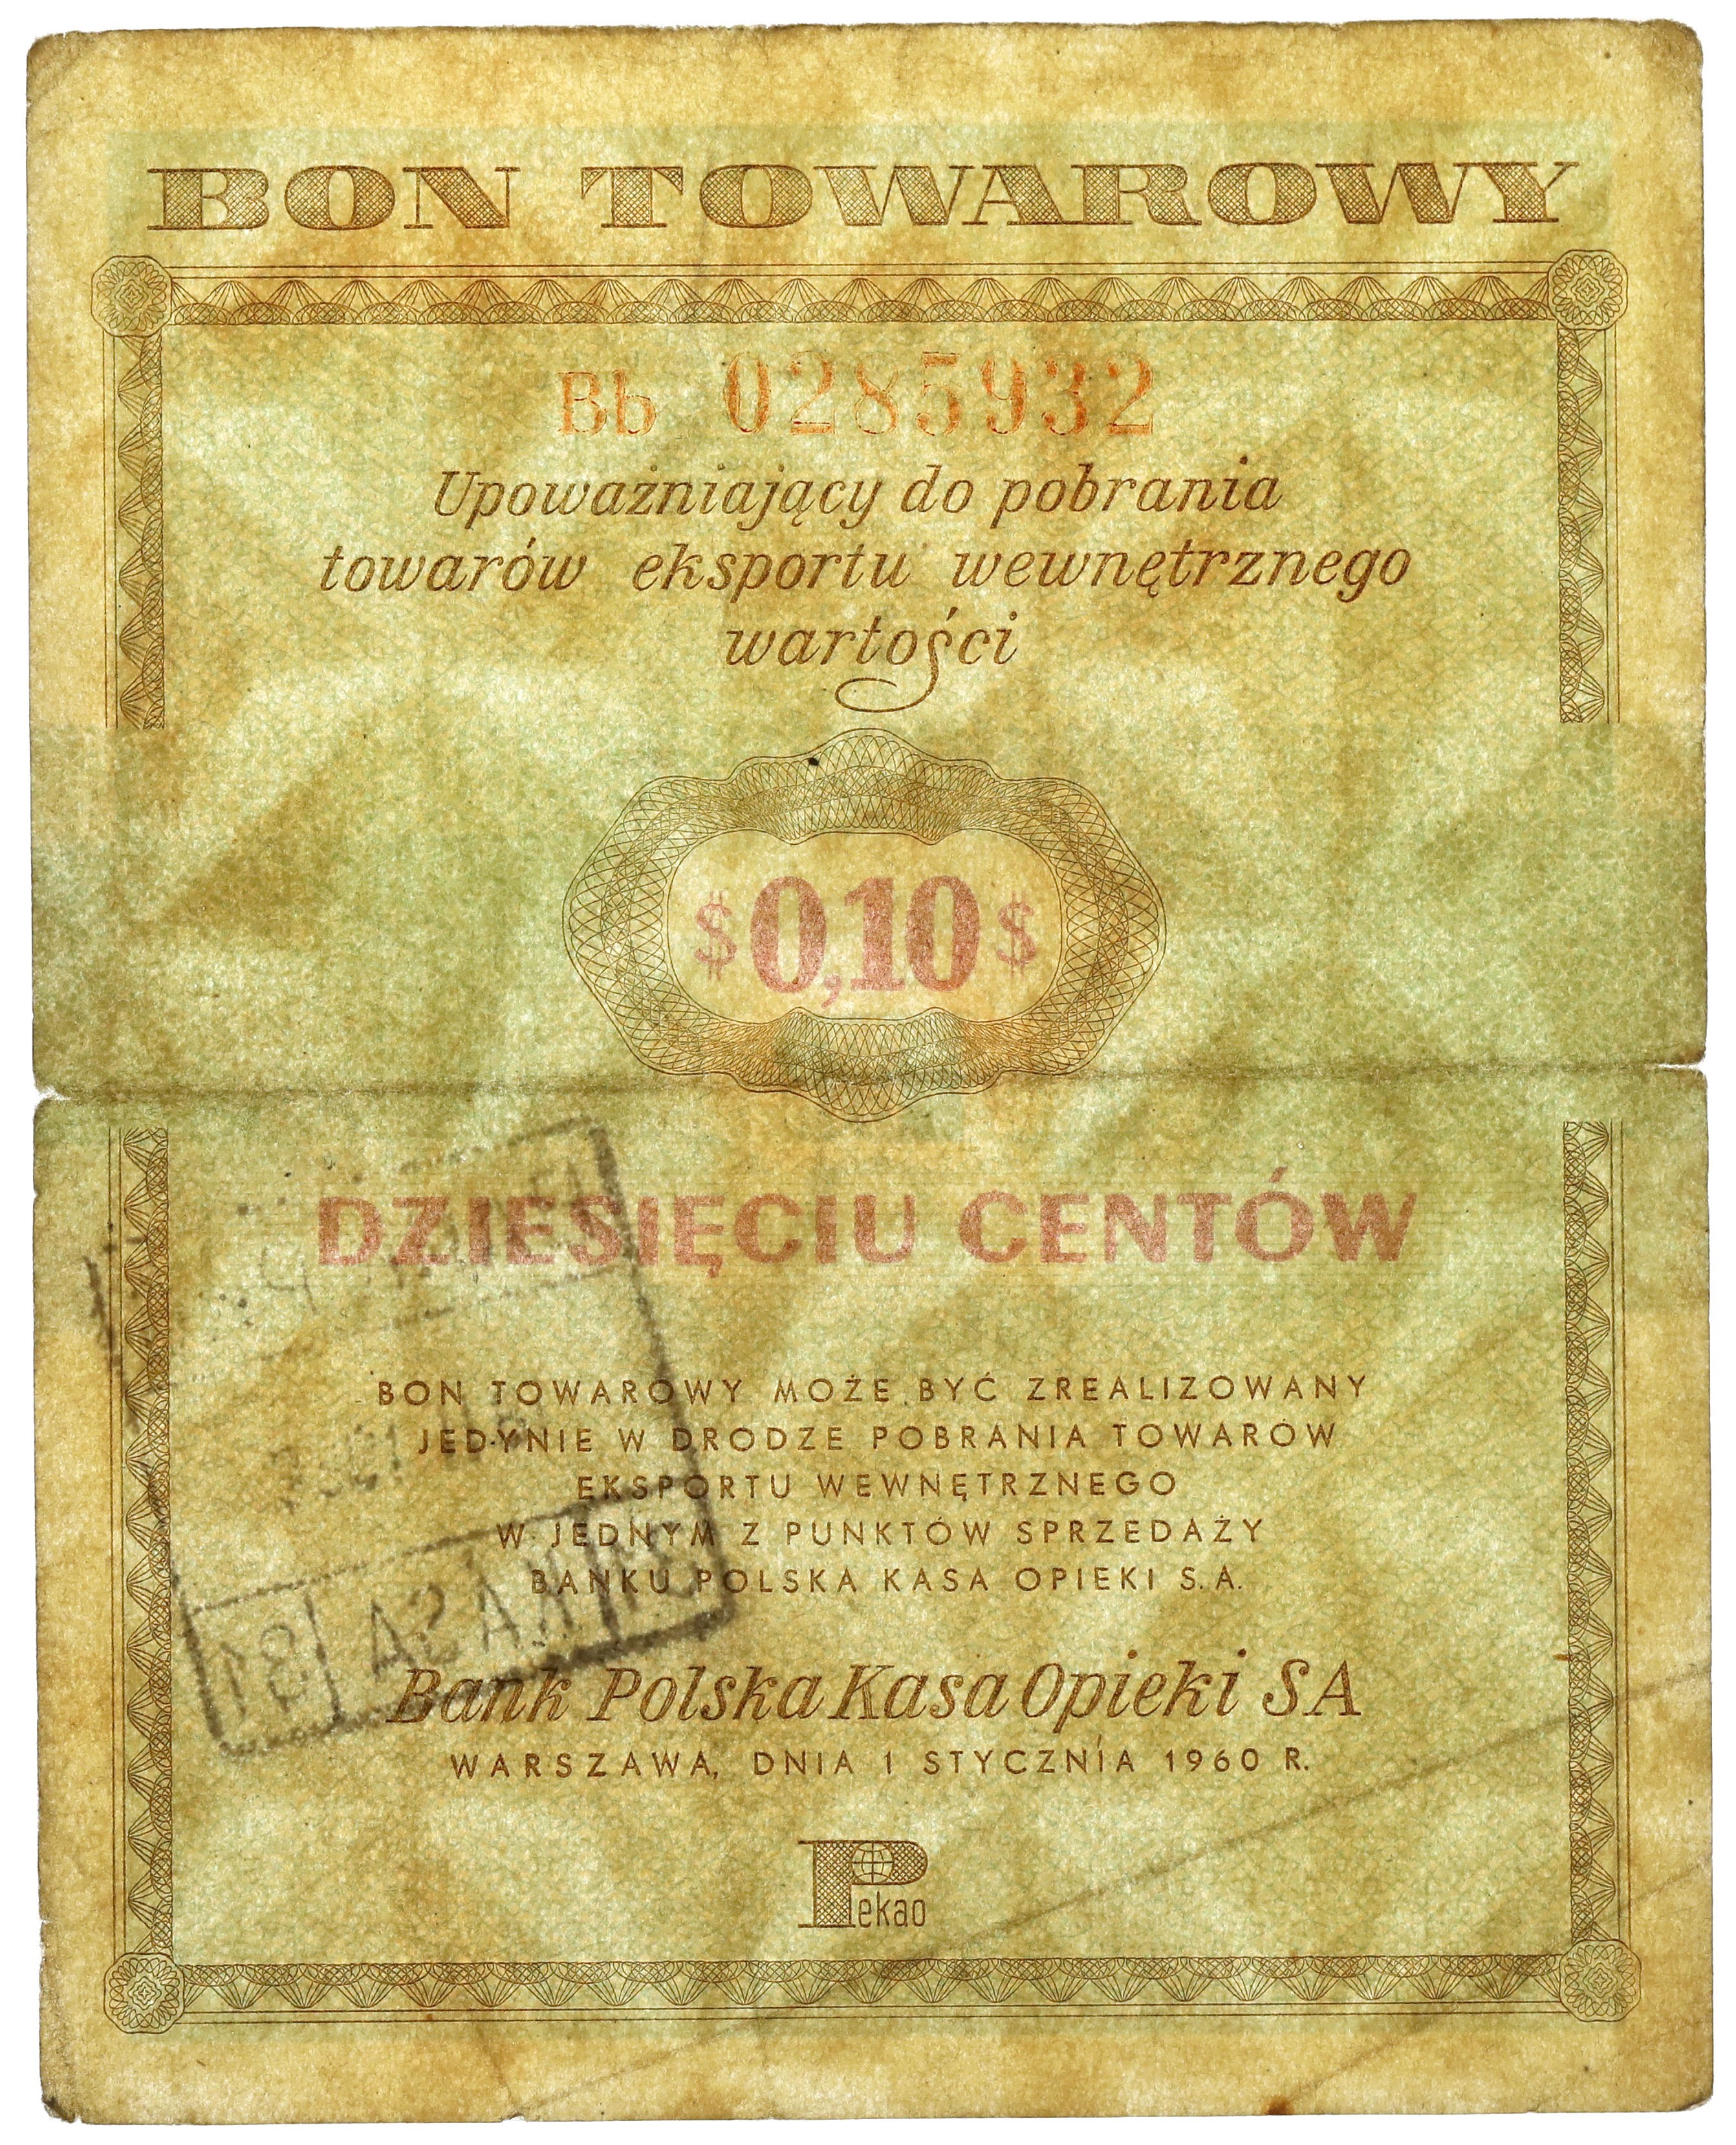 BON TOWAROWY
Bb 0285932
Upoważniający do pobrania
towarów eksportu wewnętrznego
wartości
$0,10$
DZIESIĘCIU CENTÓW
BON TOWAROWY MOŻE BYĆ ZREALIZOWANY
JEDYNIE W DRODZE POBRANIA TOWARÓW
EKSPORTU WEWNĘTRZNEGO
W JEDNYM Z PUNKTÓW SPRZEDAŻY
BANKU POLSKA KASA OPIEKI S.A.
KASA
Bank Polska Kasa Opieki SA
WARSZAWA, DNIA 1 STYCZNIA 1960 R.
Pekao